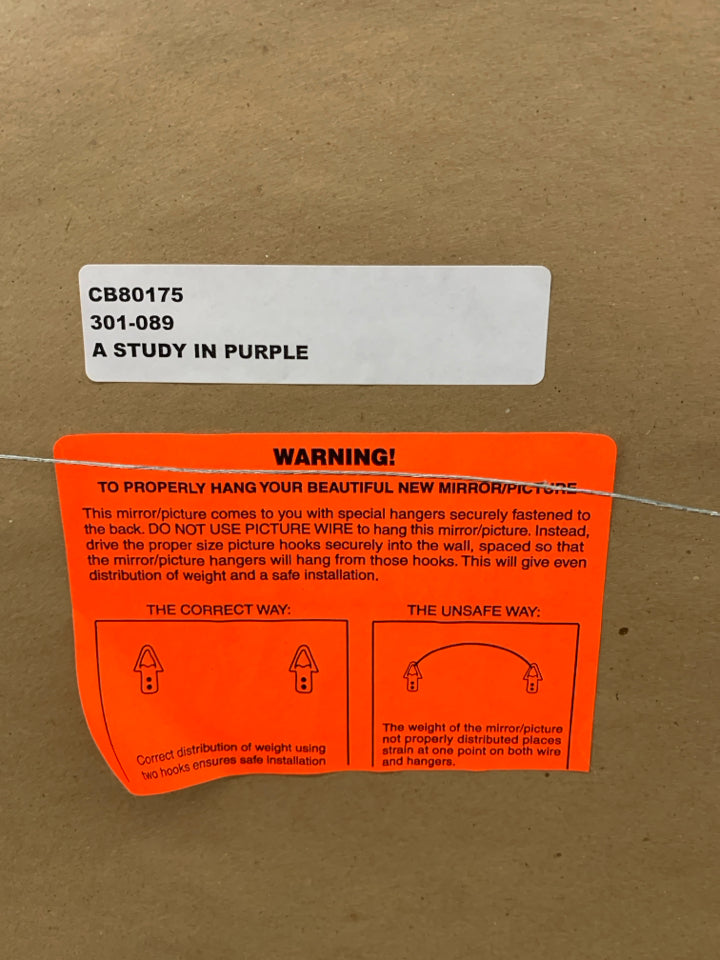 CB80175
301-089
A STUDY IN PURPLE
WARNING!
TO PROPERLY HANG YOUR BEAUTIFUL NEW MIRROR/PICTURE
This mirror/picture comes to you with special hangers securely fastened to
the back. DO NOT USE PICTURE WIRE to hang this mirror/picture. Instead,
drive the proper size picture hooks securely into the wall, spaced so that
the mirror/picture hangers will hang from those hooks. This will give even
distribution of weight and a safe installation.
THE CORRECT WAY:
Correct distribution of weight using
two hooks ensures safe installation
THE UNSAFE WAY:
The weight of the mirror/picture
not properly distributed places
strain at one point on both wire
and hangers.